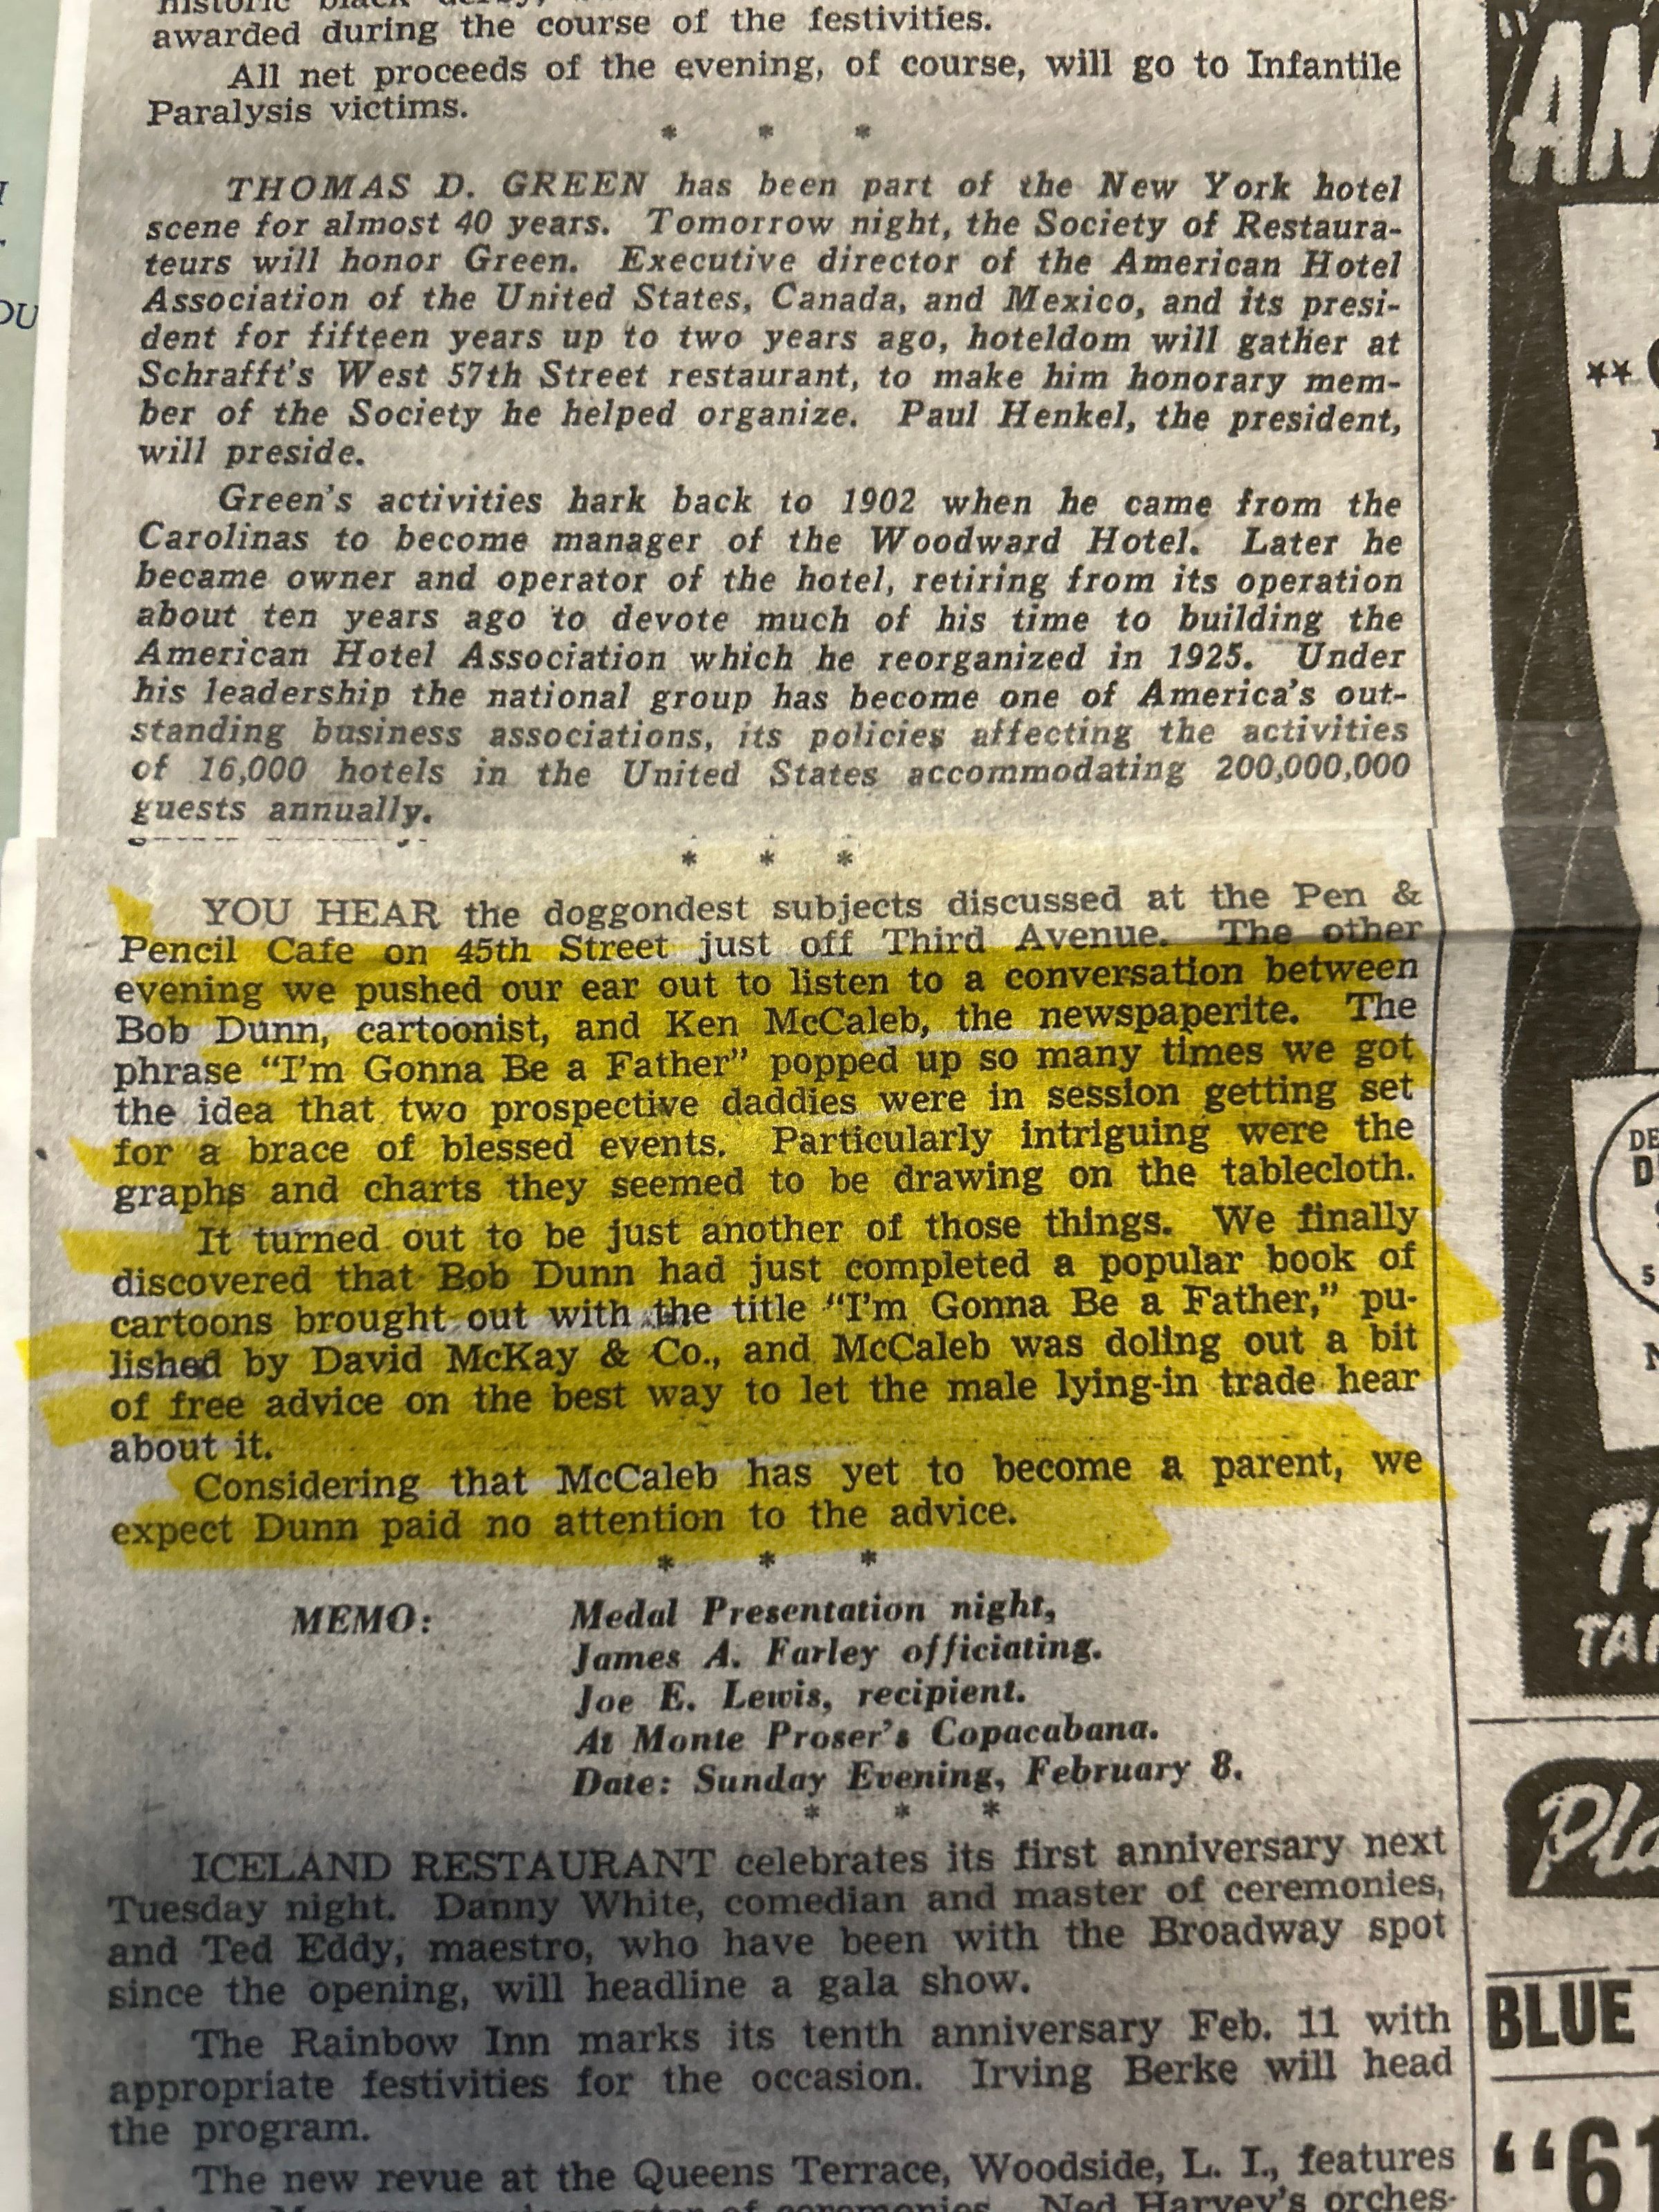 awarded during the course of the festivities.
All net proceeds of the evening, of course, will go to Infantile
Paralysis victims.
* * *
THOMAS D. GREEN has been part of the New York hotel
scene for almost 40 years. Tomorrow night, the Society of Restaura-
teurs will honor Green. Executive director of the American Hotel
Association of the United States, Canada, and Mexico, and its presi-
dent for fifteen years up to two years ago, hoteldom will gather at
Schrafft's West 57th Street restaurant, to make him honorary mem-
ber of the Society he helped organize. Paul Henkel, the president,
will preside.
Green's activities hark back to 1902 when he came from the
Carolinas to become manager of the Woodward Hotel. Later he
became owner and operator of the hotel, retiring from its operation
about ten years ago to devote much of his time to building the
American Hotel Association which he reorganized in 1925. Under
his leadership the national group has become one of America's out-
standing business associations, its policies affecting the activities
of 16,000 hotels in the United States accommodating 200,000,000
guests annually.
* * *
YOU HEAR the doggondest subjects discussed at the Pen &
Pencil Cafe on 45th Street just off Third Avenue. The other
evening we pushed our ear out to listen to a conversation between
Bob Dunn, cartoonist, and Ken McCaleb, the newspaperite. The
phrase "I'm Gonna Be a Father" popped up so many times we got
the idea that two prospective daddies were in session getting set
for a brace of blessed events. Particularly intriguing were the
graphs and charts they seemed to be drawing on the tablecloth.
It turned out to be just another of those things. We finally
discovered that Bob Dunn had just completed a popular book of
cartoons brought out with the title "I'm Gonna Be a Father," pu-
lished by David McKay & Co., and McCaleb was doling out a bit
of free advice on the best way to let the male lying-in trade hear
about it.
Considering that McCaleb has yet to become a parent, we
expect Dunn paid no attention to the advice.
* * *
MEMO: Medal Presentation night,
James A. Farley officiating.
Joe E. Lewis, recipient.
At Monte Proser's Copacabana.
Date: Sunday Evening, February 8.
* * *
ICELAND RESTAURANT celebrates its first anniversary next
Tuesday night. Danny White, comedian and master of ceremonies,
and Ted Eddy, maestro, who have been with the Broadway spot
since the opening, will headline a gala show.
The Rainbow Inn marks its tenth anniversary Feb. 11 with
appropriate festivities for the occasion. Irving Berke will head
the program.
The new revue at the Queens Terrace, Woodside, L. I., features
master of ceremonies. Ned Harvey's orches-
BLUE
"61